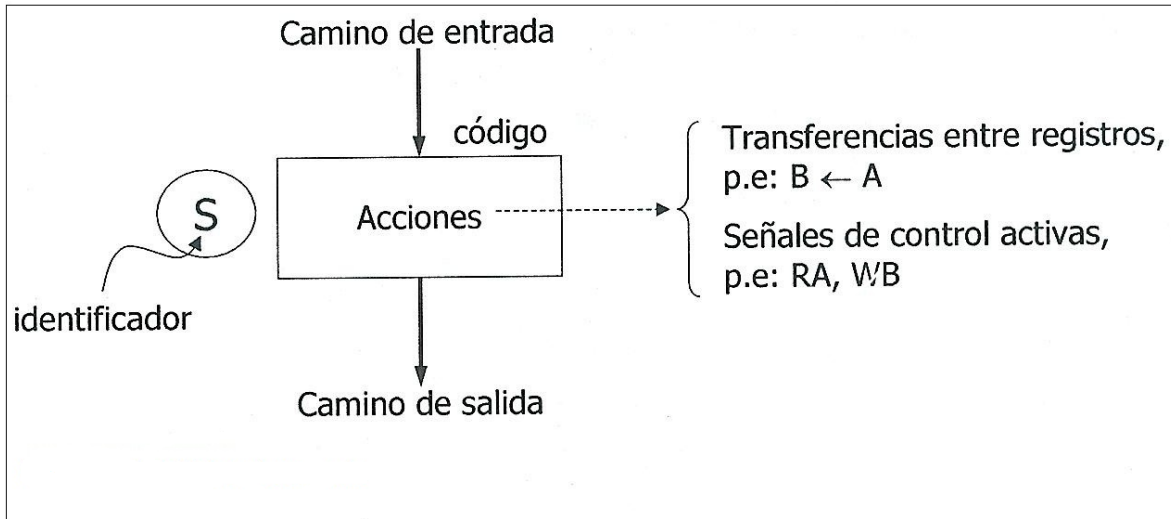 Camino de entrada
código
Acciones
S
identificador
Camino de salida
Transferencias entre registros,
p.e: B ← A
Señales de control activas,
p.e: RA, WB